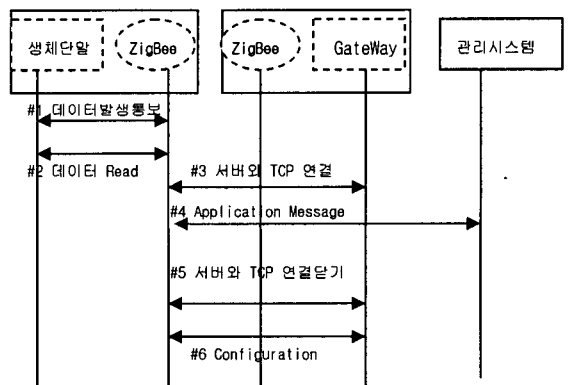 생체단말 ZigBee ZigBee GateWay 관리시스템
#1 데이터발생통보
#2 데이터 Read
#3 서버와 TCP 연결
#4 Application Message
#5 서버와 TCP 연결닫기
#6 Configuration